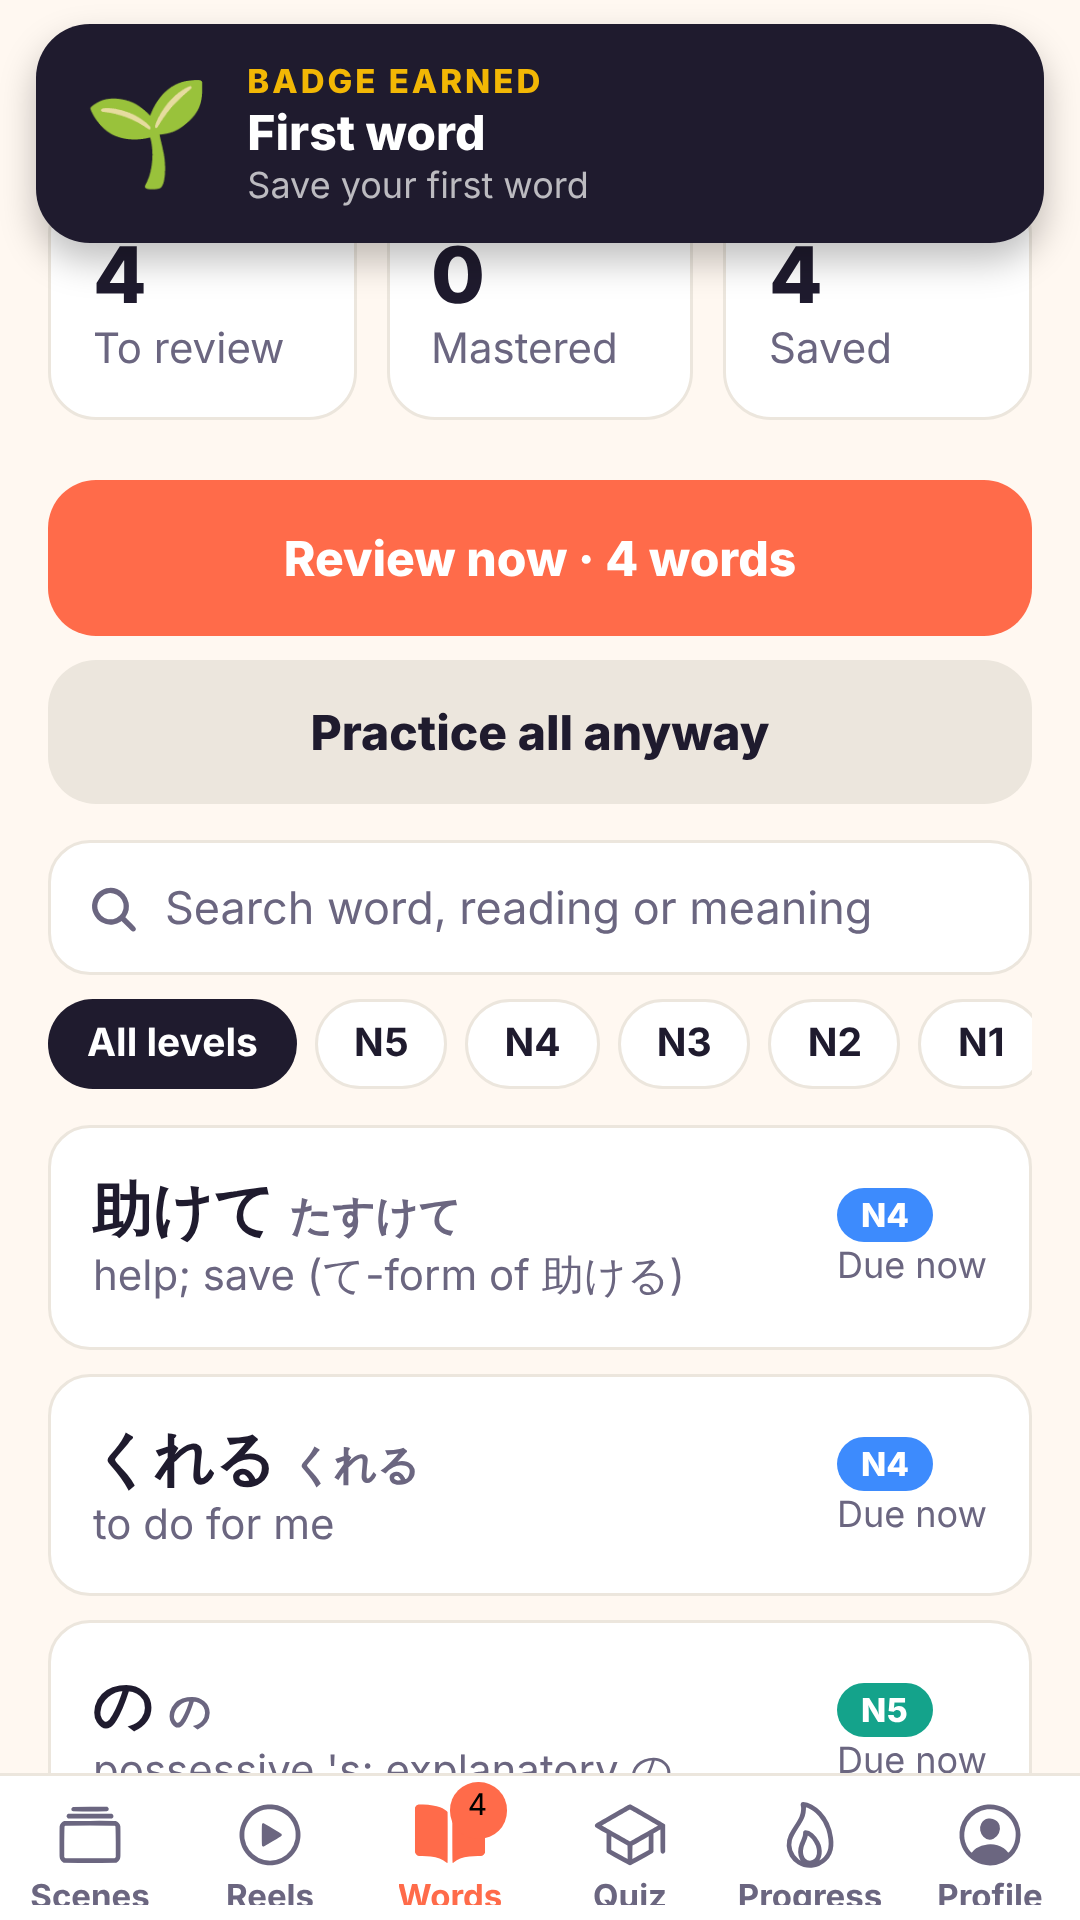 BADGE EARNED
First word
Save your first word
4
To review
0
Mastered
4
Saved
Review now · 4 words
Practice all anyway
Search word, reading or meaning
All levels
N5
N4
N3
N2
N1
助けて たすけて
help; save (て-form of 助ける)
N4
Due now
くれる くれる
to do for me
N4
Due now
の の
possessive 's; explanatory の
N5
Due now
4
Scenes
Reels
Words
Quiz
Progress
Profile